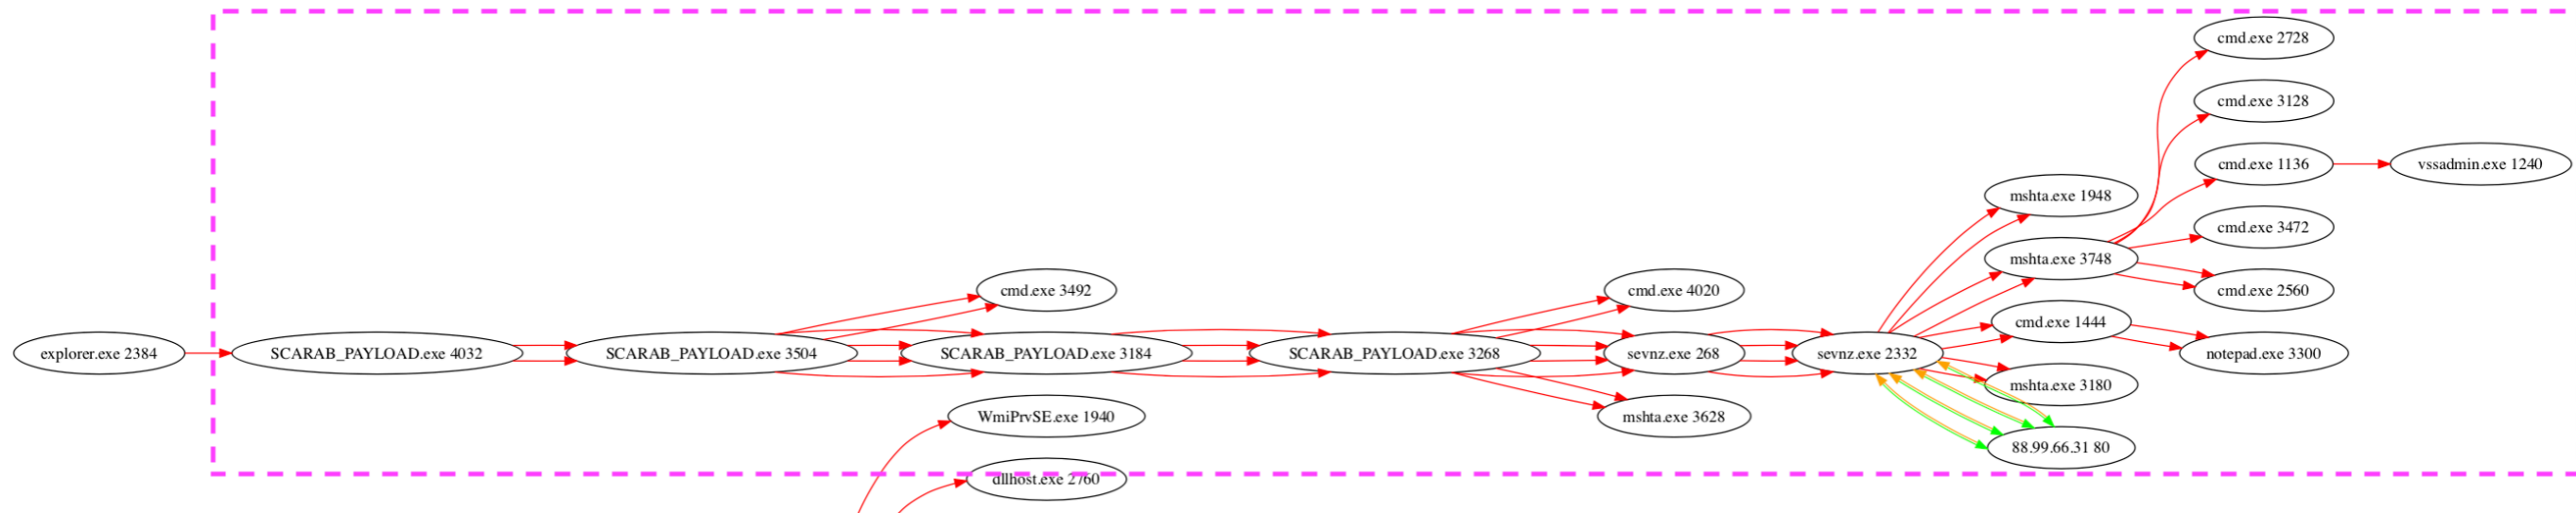 cmd.exe 2728
cmd.exe 3128
cmd.exe 1136
vssadmin.exe 1240
mshta.exe 1948
cmd.exe 3472
mshta.exe 3748
cmd.exe 3492
cmd.exe 4020
cmd.exe 2560
cmd.exe 1444
explorer.exe 2384
SCARAB_PAYLOAD.exe 4032
SCARAB_PAYLOAD.exe 3504
SCARAB_PAYLOAD.exe 3184
SCARAB_PAYLOAD.exe 3268
sevnz.exe 268
sevnz.exe 2332
notepad.exe 3300
mshta.exe 3180
WmiPrvSE.exe 1940
mshta.exe 3628
88.99.66.31 80
dllhost.exe 2760